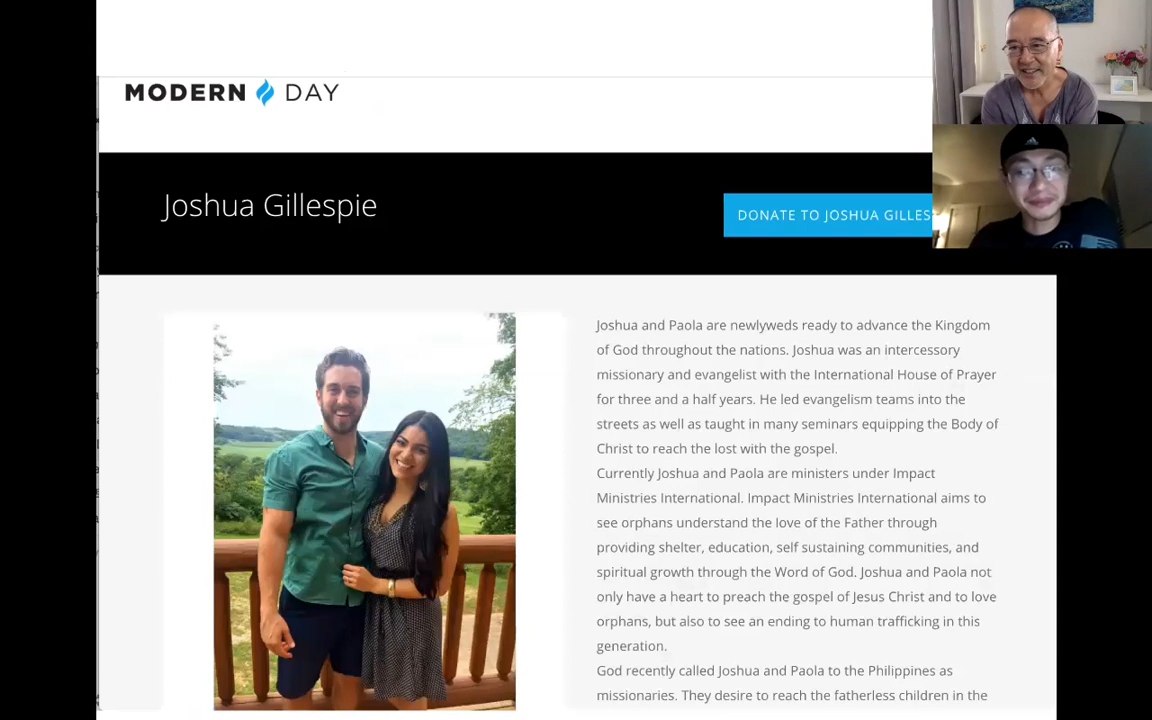 MODERN DAY
Joshua Gillespie
DONATE TO JOSHUA GILLES
Joshua and Paola are newlyweds ready to advance the Kingdom
of God throughout the nations. Joshua was an intercessory
missionary and evangelist with the International House of Prayer
for three and a half years. He led evangelism teams into the
streets as well as taught in many seminars equipping the Body of
Christ to reach the lost with the gospel.
Currently Joshua and Paola are ministers under Impact
Ministries International. Impact Ministries International aims to
see orphans understand the love of the Father through
providing shelter, education, self sustaining communities, and
spiritual growth through the Word of God. Joshua and Paola not
only have a heart to preach the gospel of Jesus Christ and to love
orphans, but also to see an ending to human trafficking in this
generation.
God recently called Joshua and Paola to the Philippines as
missionaries. They desire to reach the fatherless children in the